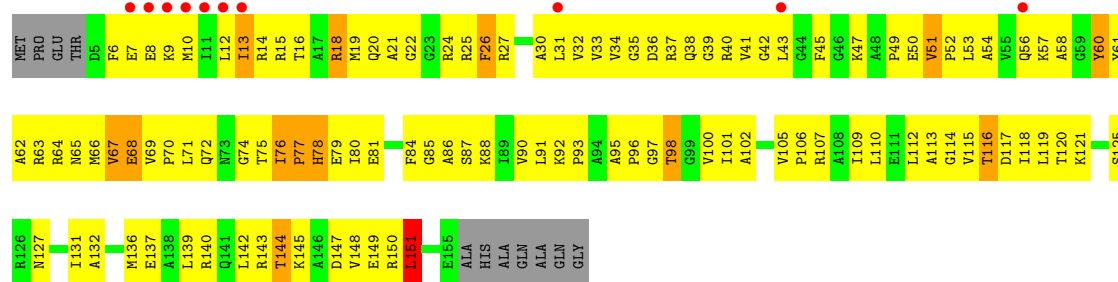 MET PRO GLU THR D5 F6 E7 E8 K9 M10 I11 L12 I13 R14 R15 T16 A17 R18 M19 Q20 A21 G22 G23 R24 R25 F26 R27 A30 L31 V32 V33 V34 G35 D36 R37 Q38 G39 R40 V41 G42 L43 G44 F45 G46 K47 A48 P49 E50 V51 P52 L53 A54 V55 Q56 K57 A58 G59 Y60 Y61
A62 R63 R64 N65 M66 V67 E68 V69 P70 L71 Q72 N73 G74 T75 I76 P77 H78 E79 I80 E81 F84 G85 A86 S87 K88 I89 V90 L91 K92 P93 A94 A95 P96 G97 T98 G99 V100 I101 A102 V105 P106 R107 A108 I109 L110 E111 L112 A113 G114 V115 T116 D117 I118 L119 T120 K121 S125
R126 N127 I131 A132 M136 E137 A138 L139 R140 Q141 L142 R143 T144 K145 A146 D147 V148 E149 R150 L151 E155 ALA HIS ALA GLN ALA GLN GLY